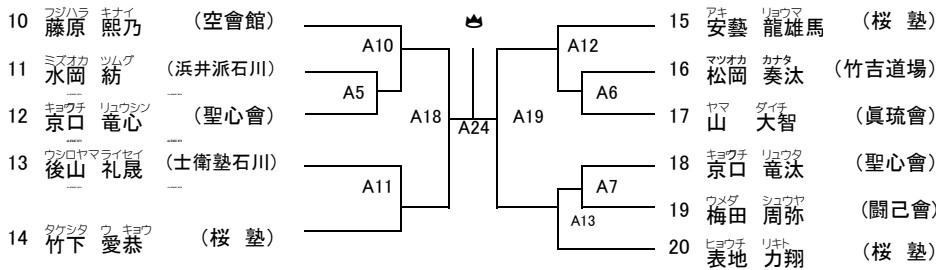 フジハラ キナイ
10 藤原 熙乃 (空會館)
ミズオカ ツムグ
11 水岡 紡 (浜井派石川)
キョウチ リュウシン
12 京口 竜心 (聖心會)
ウシロヤマ ライセイ
13 後山 礼晟 (士衛塾石川)
タケシタ ウ キョウ
14 竹下 愛恭 (桜 塾)
A10
A5
A18
A11
A24
A19
A12
A6
A7
A13
アキ リョウマ
15 安藝 龍雄馬 (桜 塾)
マツオカ カナタ
16 松岡 奏汰 (竹吉道場)
ヤマ ダイチ
17 山 大智 (眞琉會)
キョウチ リュウタ
18 京口 竜汰 (聖心會)
ウメダ シュウヤ
19 梅田 周弥 (闘己會)
ヒョウチ リキト
20 表地 力翔 (桜 塾)